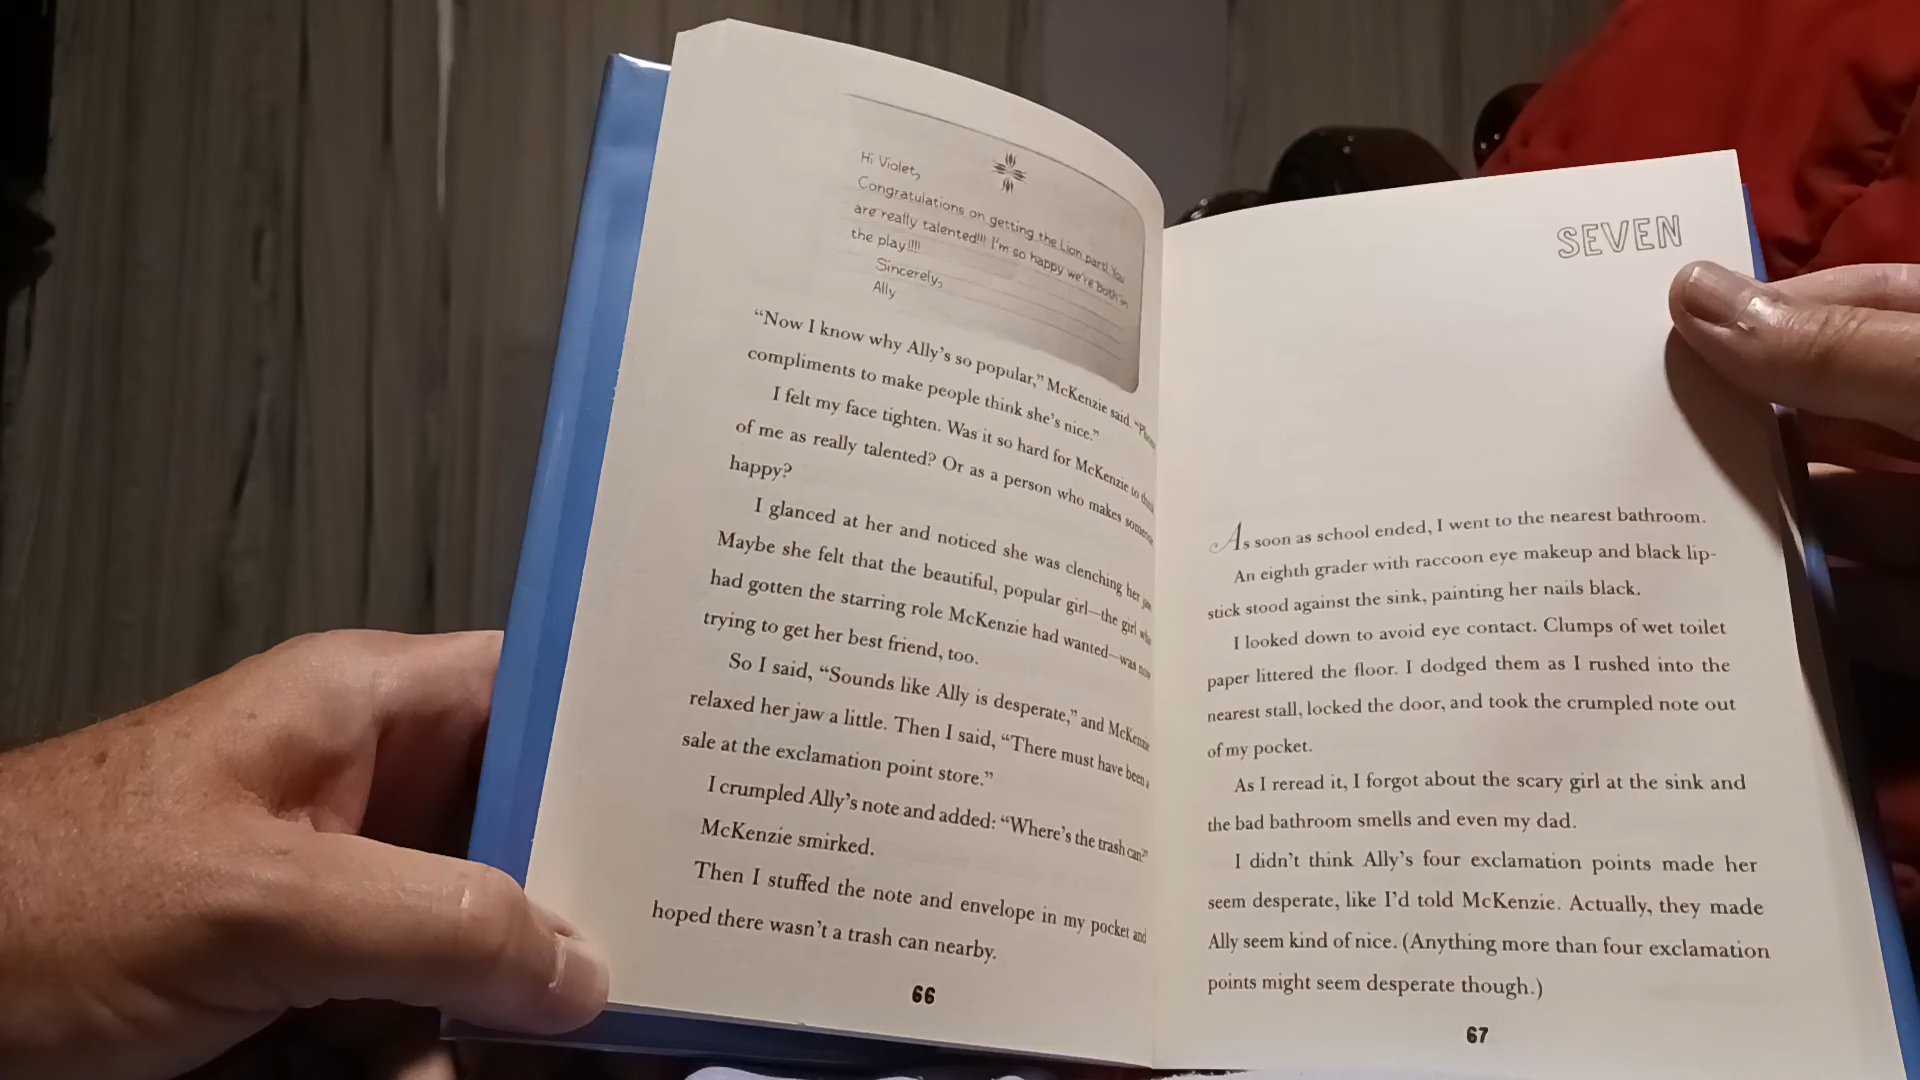 Hi Violet,
Congratulations on getting the Lion part! You
are really talented!!! I'm so happy we're both in
the play!!!!
Sincerely,
Ally
“Now I know why Ally's so popular,” McKenzie said.
compliments to make people think she's nice.”
I felt my face tighten. Was it so hard for McKenzie to think
of me as really talented? Or as a person who makes someone
happy?
I glanced at her and noticed she was clenching her jaw
Maybe she felt that the beautiful, popular girl—the girl who
had gotten the starring role McKenzie had wanted—was now
trying to get her best friend, too.
So I said, “Sounds like Ally is desperate,” and McKenzie
relaxed her jaw a little. Then I said, “There must have been a
sale at the exclamation point store.”
I crumpled Ally's note and added: “Where's the trash can?”
McKenzie smirked.
Then I stuffed the note and envelope in my pocket and
hoped there wasn't a trash can nearby.
66
SEVEN
As soon as school ended, I went to the nearest bathroom.
An eighth grader with raccoon eye makeup and black lip-
stick stood against the sink, painting her nails black.
I looked down to avoid eye contact. Clumps of wet toilet
paper littered the floor. I dodged them as I rushed into the
nearest stall, locked the door, and took the crumpled note out
of my pocket.
As I reread it, I forgot about the scary girl at the sink and
the bad bathroom smells and even my dad.
I didn't think Ally's four exclamation points made her
seem desperate, like I'd told McKenzie. Actually, they made
Ally seem kind of nice. (Anything more than four exclamation
points might seem desperate though.)
67